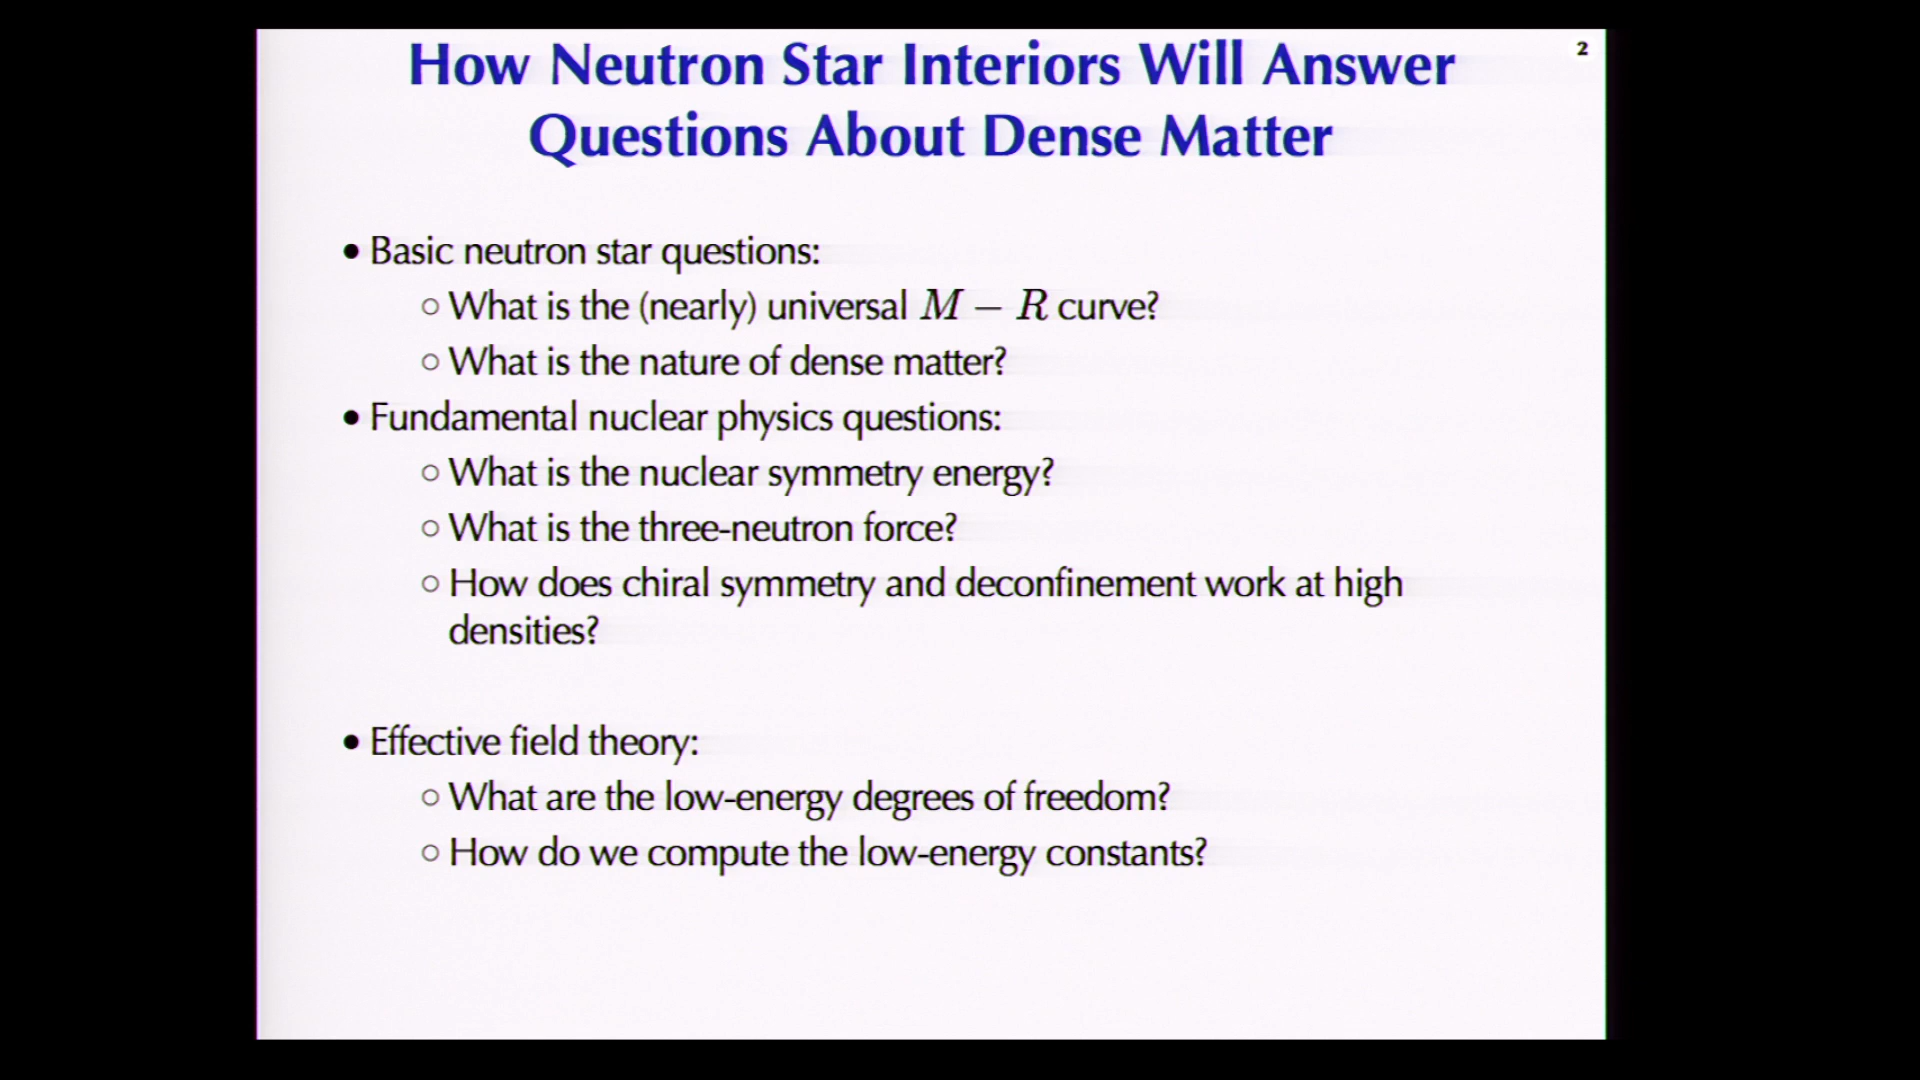 How Neutron Star Interiors Will Answer
2
Questions About Dense Matter
• Basic neutron star questions:
○ What is the (nearly) universal M − R curve?
○ What is the nature of dense matter?
• Fundamental nuclear physics questions:
○ What is the nuclear symmetry energy?
○ What is the three-neutron force?
○ How does chiral symmetry and deconfinement work at high
densities?
• Effective field theory:
○ What are the low-energy degrees of freedom?
○ How do we compute the low-energy constants?